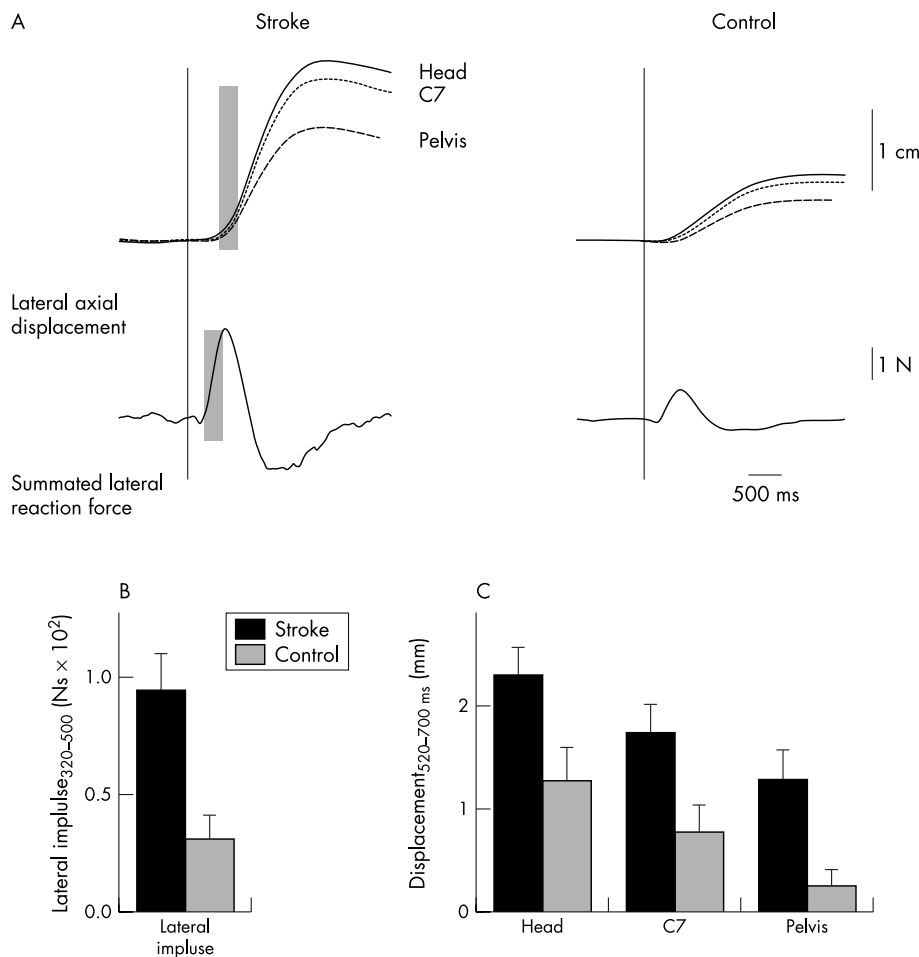 A
Stroke
Control
Head
C7
Pelvis
1 cm
Lateral axial
displacement
1 N
500 ms
Summated lateral
reaction force
B
Stroke
Control
Lateral implulse320–500 (Ns × 10²)
1.0
0.5
0.0
Lateral
impluse
C
Displacement520–700 ms (mm)
2
1
0
Head
C7
Pelvis